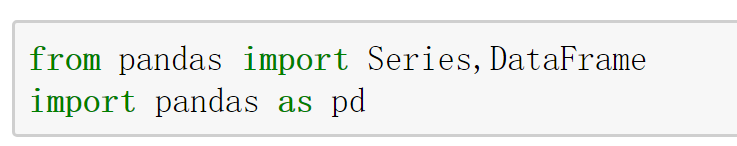 from pandas import Series,DataFrame
import pandas as pd